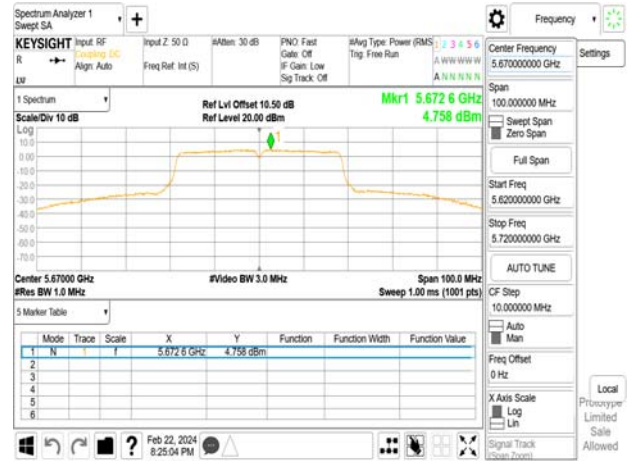 Spectrum Analyzer 1
Swept SA
Frequency
KEYSIGHT
R
LV
Input: RF
Coupling: DC
Align: Auto
Input Z: 50 Ω
Freq Ref: Int (S)
#Atten: 30 dB
PNO: Fast
Gate: Off
IF Gain: Low
Sig Track: Off
#Avg Type: Power (RMS
Trig: Free Run
1 2 3 4 5 6
A W W W W W
A N N N N N
1 Spectrum
Scale/Div 10 dB
Ref Lvl Offset 10.50 dB
Ref Level 20.00 dBm
Mkr1 5.672 6 GHz
4.758 dBm
Log
10.0
0.00
-10.0
-20.0
-30.0
-40.0
-50.0
-60.0
-70.0
1
Center 5.67000 GHz
#Res BW 1.0 MHz
#Video BW 3.0 MHz
Span 100.0 MHz
Sweep 1.00 ms (1001 pts)
5 Marker Table
Mode Trace Scale X Y Function Function Width Function Value
1 N 1 f 5.672 6 GHz 4.758 dBm
2
3
4
5
6
Feb 22, 2024
8:25:04 PM
Center Frequency
5.670000000 GHz
Settings
Span
100.000000 MHz
Swept Span
Zero Span
Full Span
Start Freq
5.620000000 GHz
Stop Freq
5.720000000 GHz
AUTO TUNE
CF Step
10.000000 MHz
Auto
Man
Freq Offset
0 Hz
X Axis Scale
Log
Lin
Signal Track
(Span Zoom)
Local
Prototype
Limited
Sale
Allowed